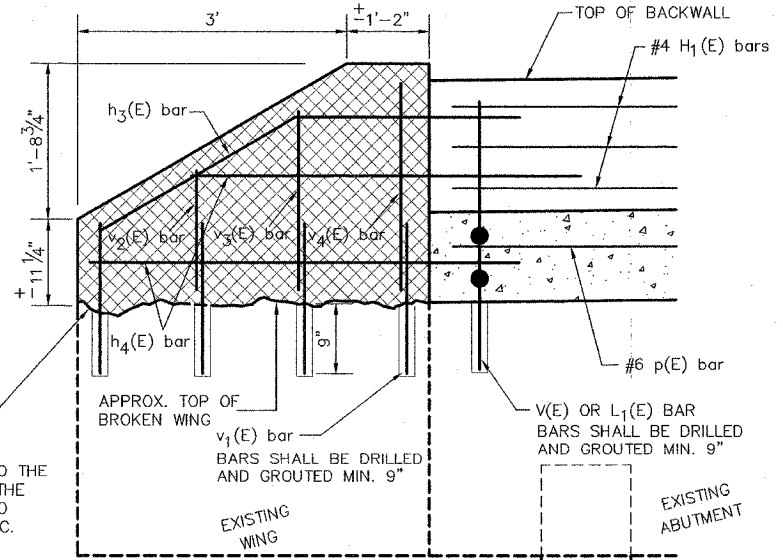 3'
+-1'-2"
TOP OF BACKWALL
#4 H1(E) bars
h3(E) bar
1'-8 3/4"
v2(E) bar
v3(E) bar
v4(E) bar
+-11 1/4"
h4(E) bar
9"
#6 p(E) bar
APPROX. TOP OF
BROKEN WING
v1(E) bar
BARS SHALL BE DRILLED
AND GROUTED MIN. 9"
V(E) OR L1(E) BAR
BARS SHALL BE DRILLED
AND GROUTED MIN. 9"
O THE
THE
O
C.
EXISTING
WING
EXISTING
ABUTMENT